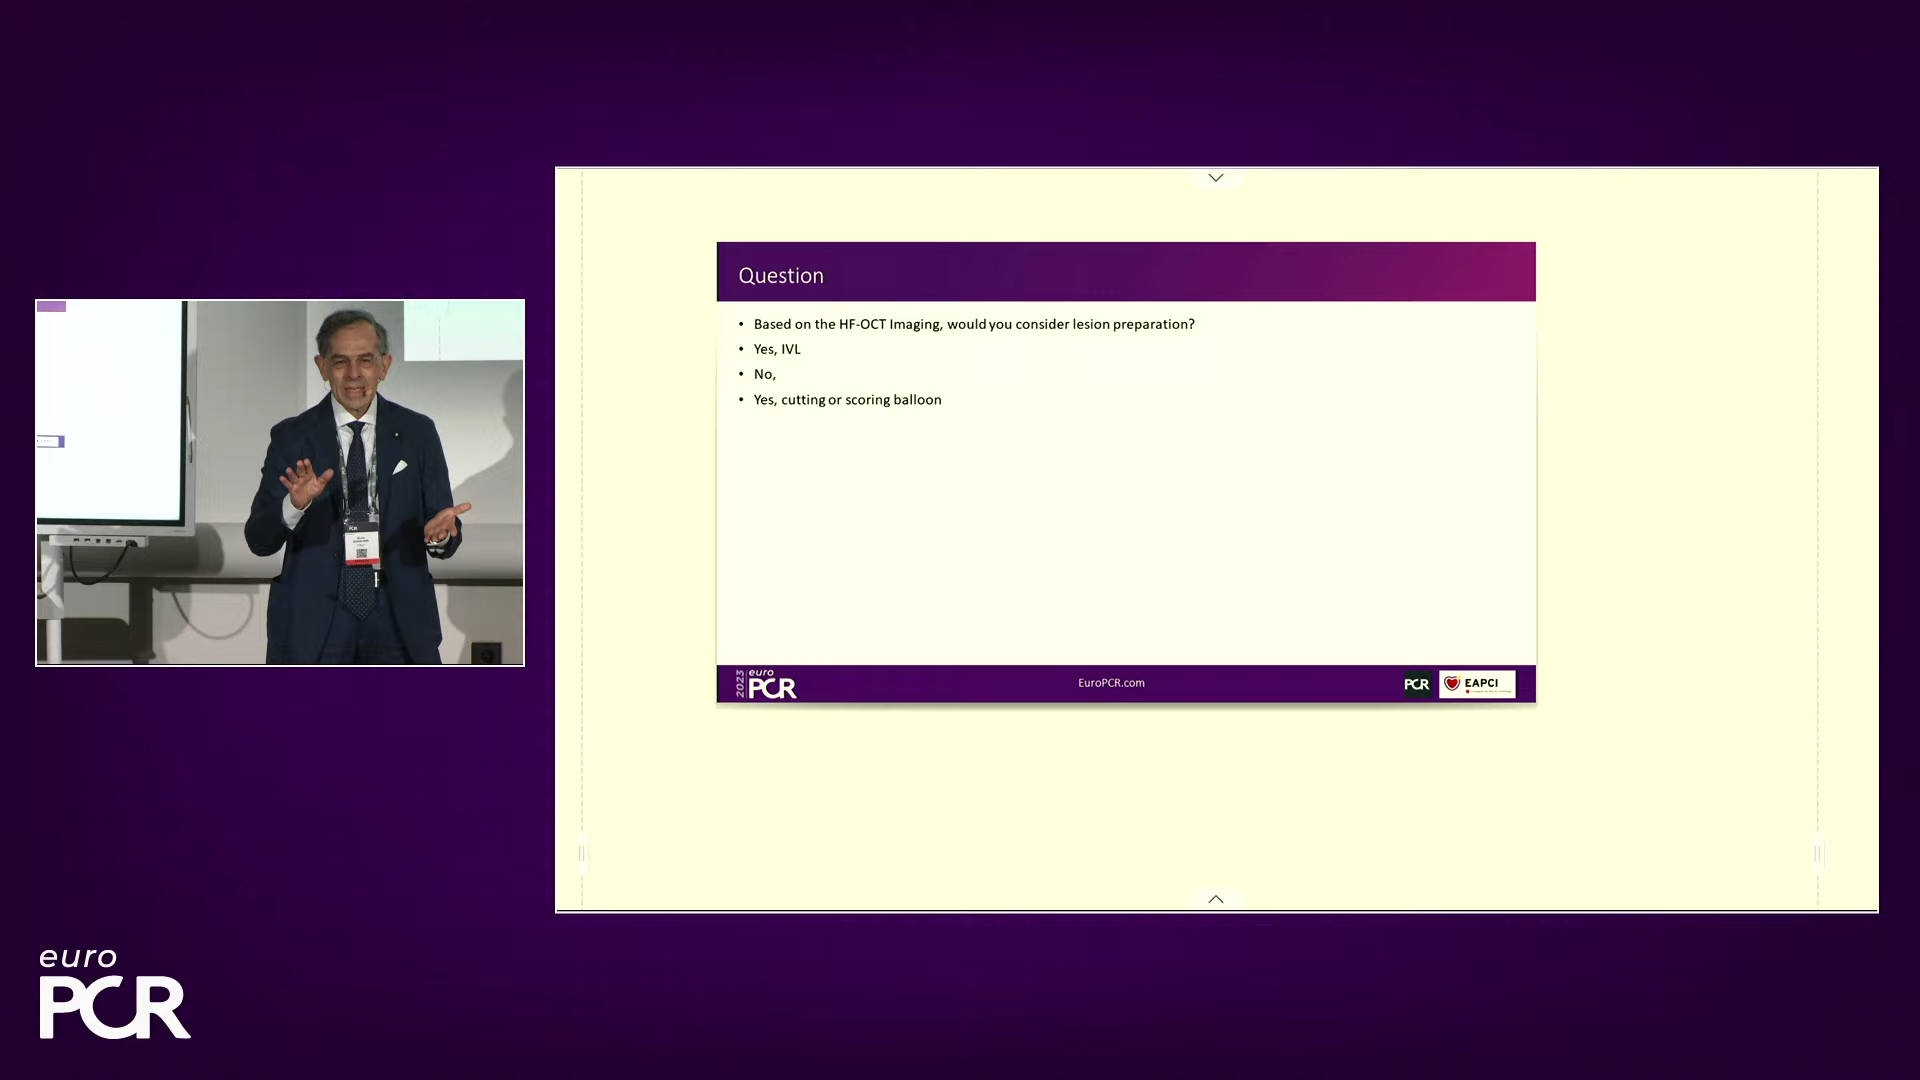 Question
• Based on the HF-OCT Imaging, would you consider lesion preparation?
• Yes, IVL
• No,
• Yes, cutting or scoring balloon
2023 euro PCR
EuroPCR.com
PCR
EAPCI
PCR
euro
PCR